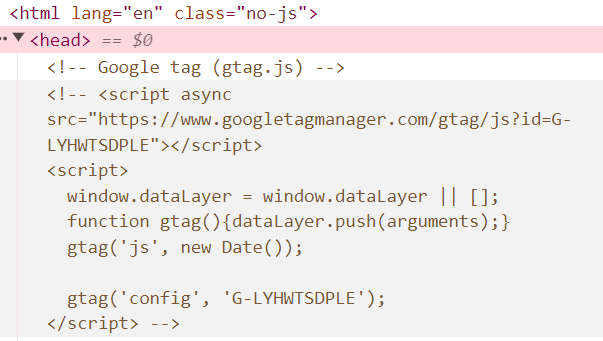 <html lang="en" class="no-js">
<head> == $0
<!-- Google tag (gtag.js) -->
<!-- <script async
src="https://www.googletagmanager.com/gtag/js?id=G-
LYHWTSDPLE"></script>
<script>
window.dataLayer = window.dataLayer || [];
function gtag(){dataLayer.push(arguments);}
gtag('js', new Date());
gtag('config', 'G-LYHWTSDPLE');
</script> -->